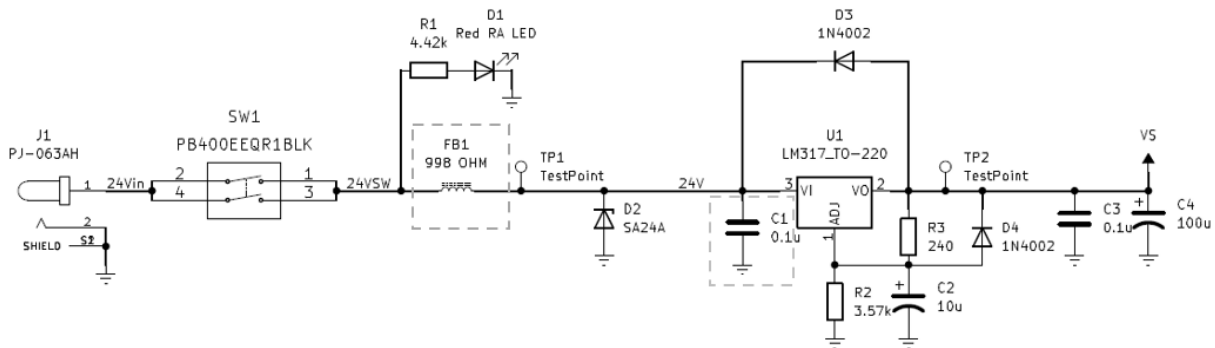 J1
PJ-063AH
1
2
SHIELD
S1
24Vin
SW1
PB400EEQR1BLK
2
4
1
3
24VSW
R1
4.42k
D1
Red RA LED
FB1
998 OHM
TP1
TestPoint
D2
SA24A
24V
D3
1N4002
C1
0.1u
U1
LM317_TO-220
3
VI
VO
2
ADJ
1
R2
3.57k
R3
240
C2
10u
TP2
TestPoint
D4
1N4002
C3
0.1u
VS
C4
100u
+
+